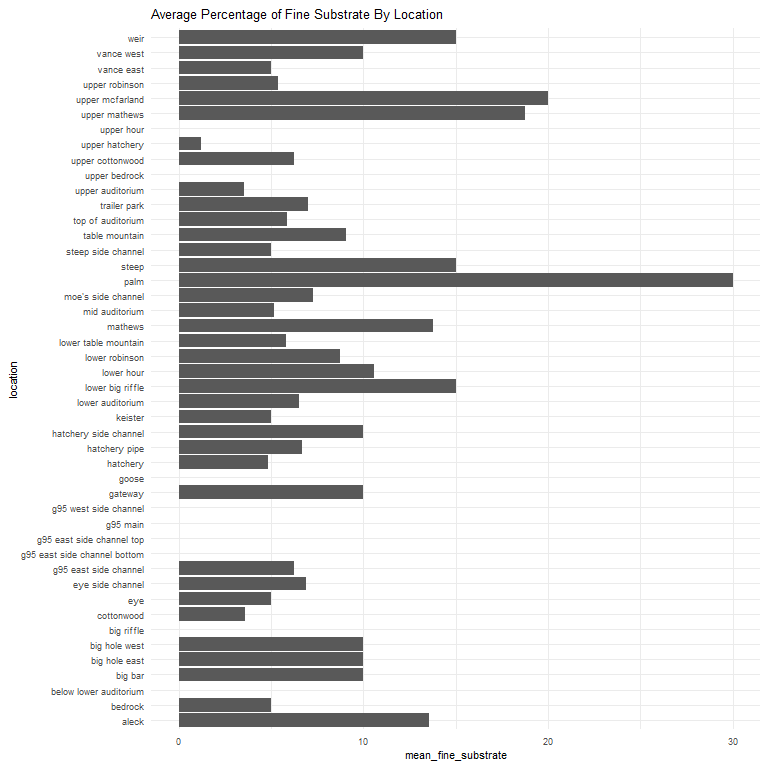 Average Percentage of Fine Substrate By Location
weir
vance west
vance east
upper robinson
upper mcfarland
upper mathews
upper hour
upper hatchery
upper cottonwood
upper bedrock
upper auditorium
trailer park
top of auditorium
table mountain
steep side channel
steep
palm
moe's side channel
mid auditorium
mathews
lower table mountain
lower robinson
lower hour
lower big riffle
lower auditorium
keister
hatchery side channel
hatchery pipe
hatchery
goose
gateway
g95 west side channel
g95 main
g95 east side channel top
g95 east side channel bottom
g95 east side channel
eye side channel
eye
cottonwood
big riffle
big hole west
big hole east
big bar
below lower auditorium
bedrock
aleck
location
0 10 20 30
mean_fine_substrate